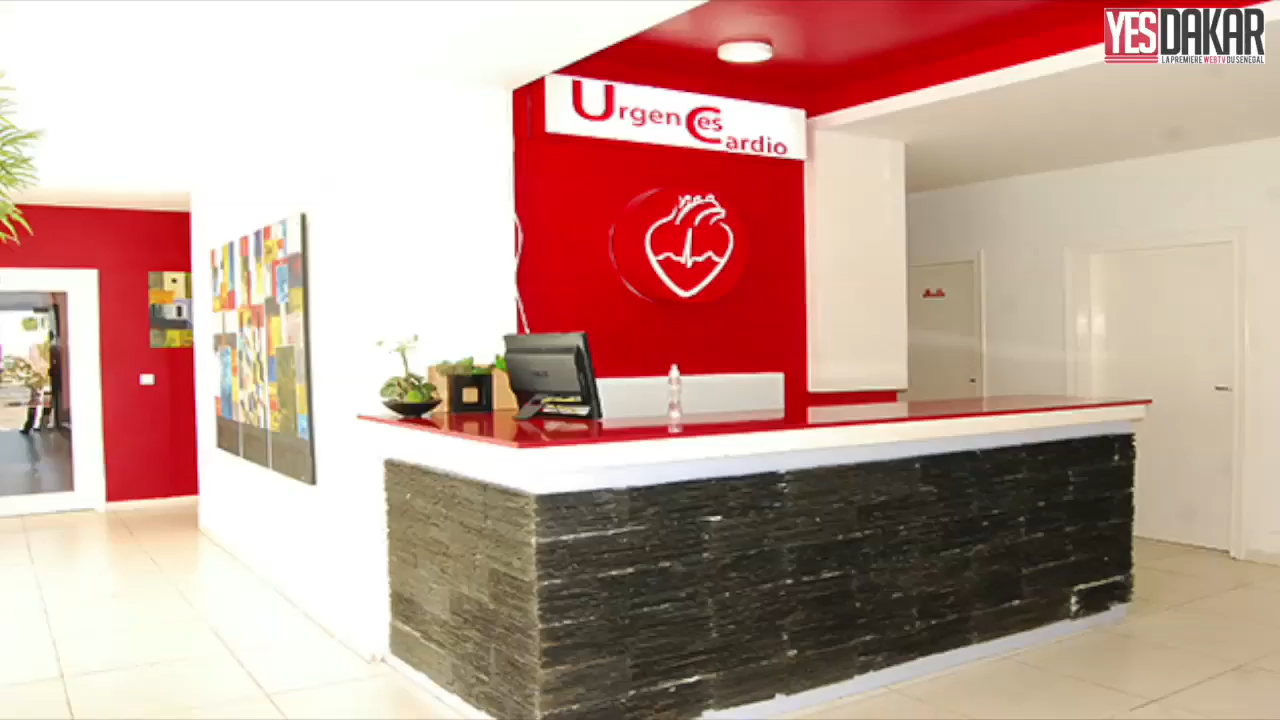 YESDAKAR
LA PREMIERE WEBTV DU SENEGAL
UrgenCes
Cardio